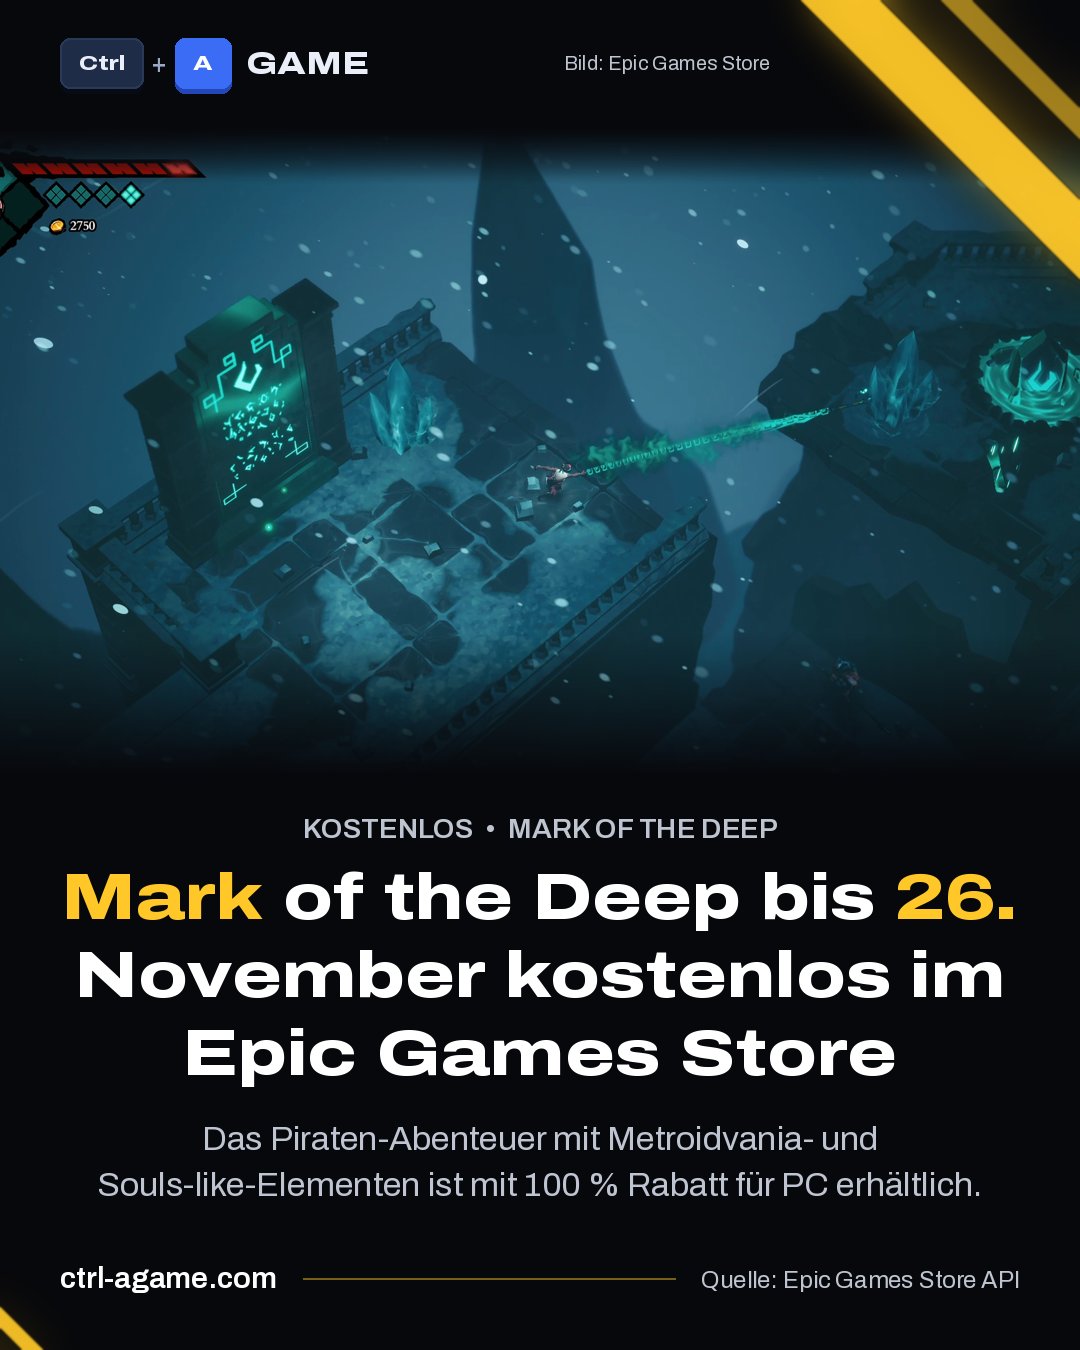 Ctrl + A GAME
Bild: Epic Games Store
2750
KOSTENLOS • MARK OF THE DEEP
Mark of the Deep bis 26.
November kostenlos im
Epic Games Store
Das Piraten-Abenteuer mit Metroidvania- und
Souls-like-Elementen ist mit 100 % Rabatt für PC erhältlich.
ctrl-agame.com
Quelle: Epic Games Store API